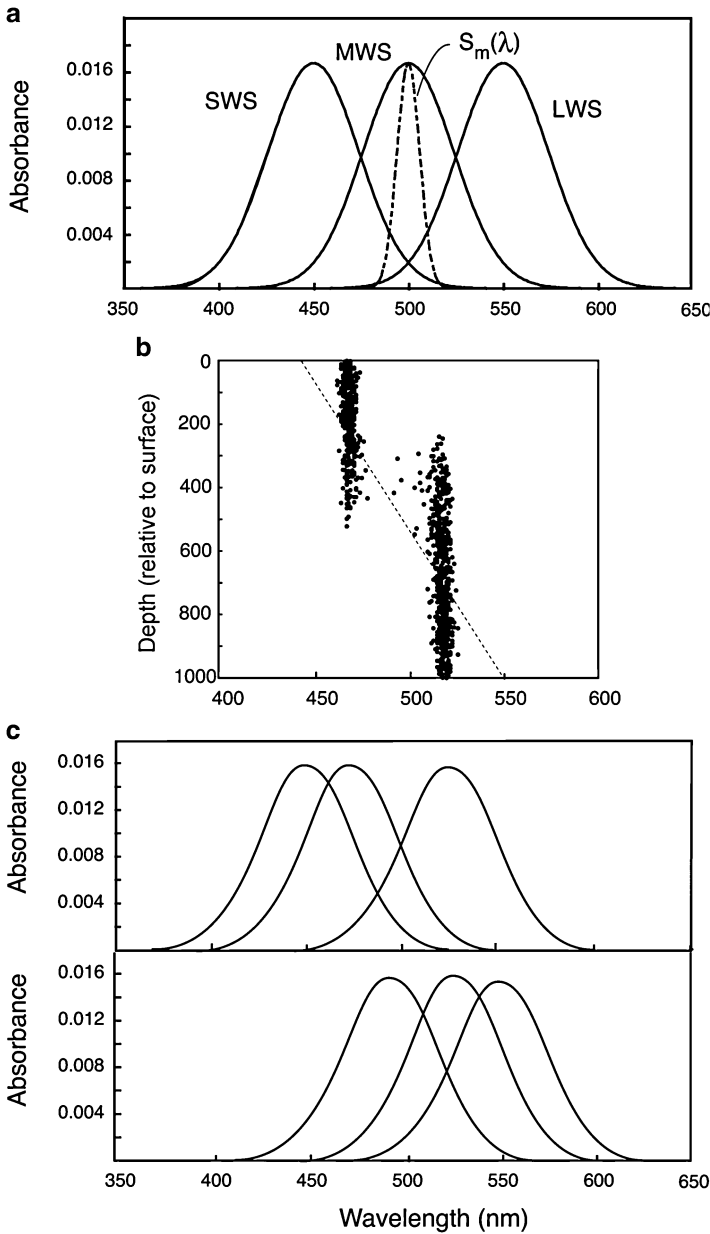 a
S_m(λ)
MWS
SWS
LWS
Absorbance
0.016
0.012
0.008
0.004
350 400 450 500 550 600 650
b
Depth (relative to surface)
0
200
400
600
800
1000
400 450 500 550 600
c
Absorbance
0.016
0.012
0.008
0.004
Absorbance
0.016
0.012
0.008
0.004
350 400 450 500 550 600 650
Wavelength (nm)